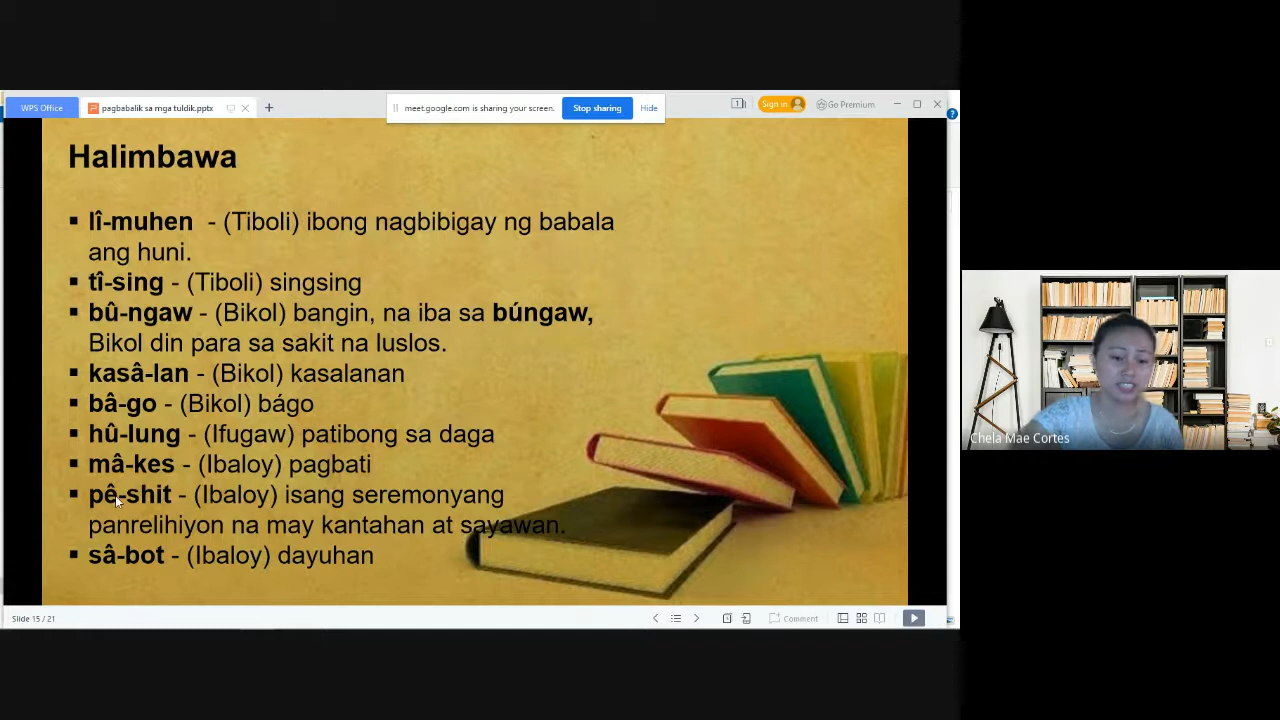 WPS Office
pagbabalik sa mga tuldik.pptx
meet.google.com is sharing your screen.
Stop sharing
Hide
1
Sign in
Go Premium
Halimbawa
▪ lî-muhen - (Tiboli) ibong nagbibigay ng babala
ang huni.
▪ tî-sing - (Tiboli) singsing
▪ bû-ngaw - (Bikol) bangin, na iba sa búngaw,
Bikol din para sa sakit na luslos.
▪ kasâ-lan - (Bikol) kasalanan
▪ bâ-go - (Bikol) bágo
▪ hû-lung - (Ifugaw) patibong sa daga
▪ mâ-kes - (Ibaloy) pagbati
▪ pê-shit - (Ibaloy) isang seremonyang
panrelihiyon na may kantahan at sayawan.
▪ sâ-bot - (Ibaloy) dayuhan
Slide 15 / 21
Comment
Chela Mae Cortes